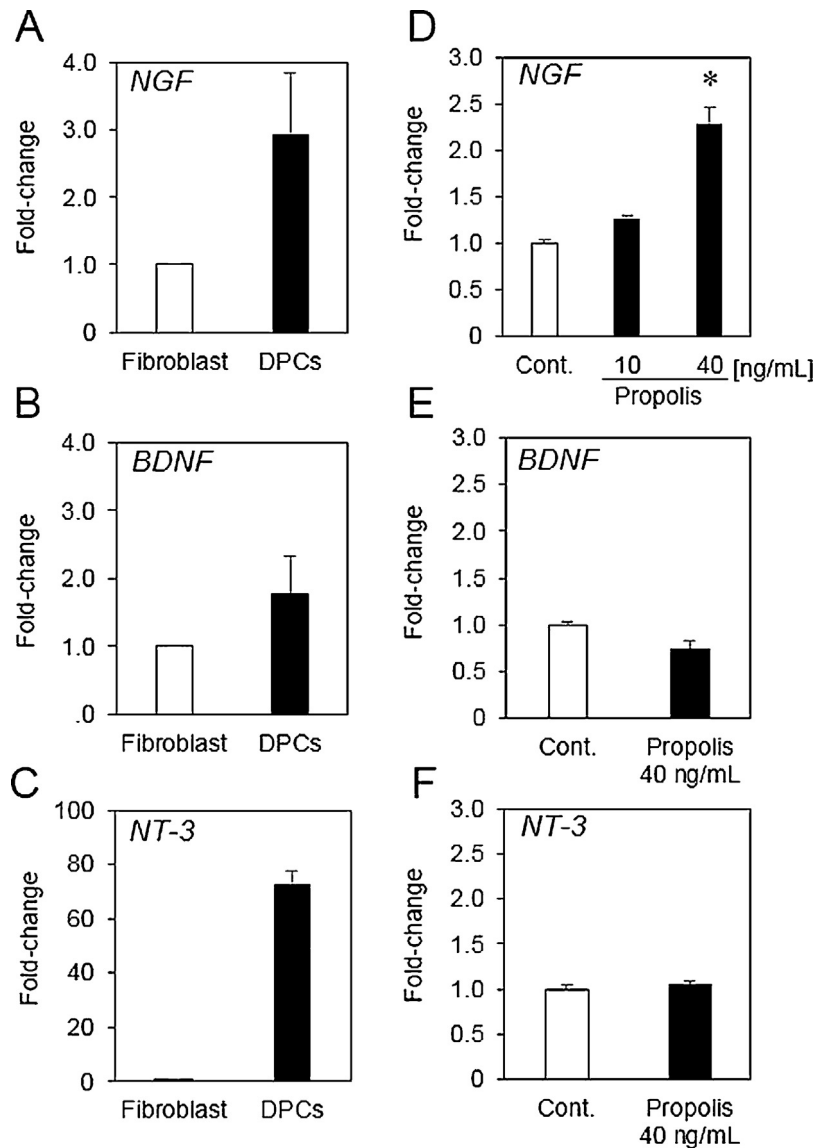 A
NGF
Fold-change
4.0
3.0
2.0
1.0
0
Fibroblast DPCs
B
BDNF
Fold-change
4.0
3.0
2.0
1.0
.0
Fibroblast DPCs
C
NT-3
Fold-change
100
80
60
40
20
0
Fibroblast DPCs
D
NGF
*
Fold-change
3.0
2.5
2.0
1.5
1.0
0.5
0
Cont. 10 40 [ng/mL]
Propolis
E
BDNF
Fold-change
3.0
2.5
2.0
1.5
1.0
0.5
0
Cont. Propolis
40 ng/mL
F
NT-3
Fold-change
3.0
2.5
2.0
1.5
1.0
0.5
0
Cont. Propolis
40 ng/mL